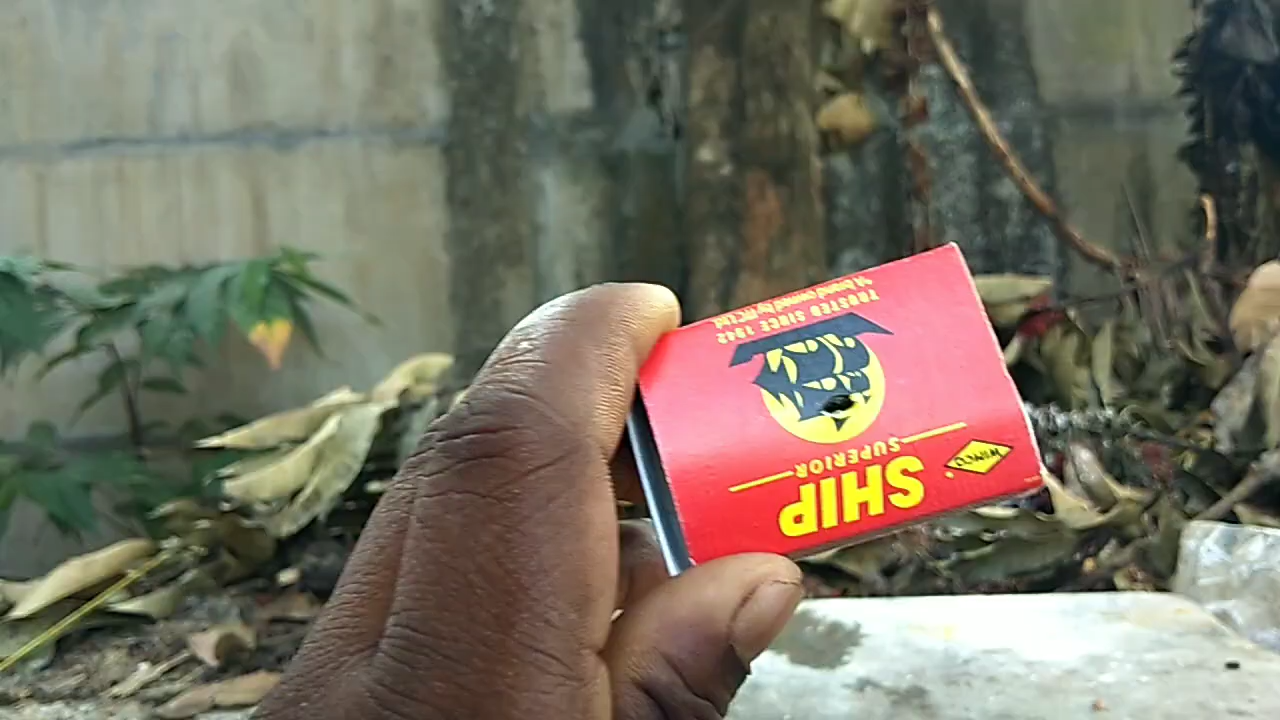 WIMCO
SHIP
SUPERIOR
TRUSTED SINCE 1942
*A brand owned by ITC Ltd.